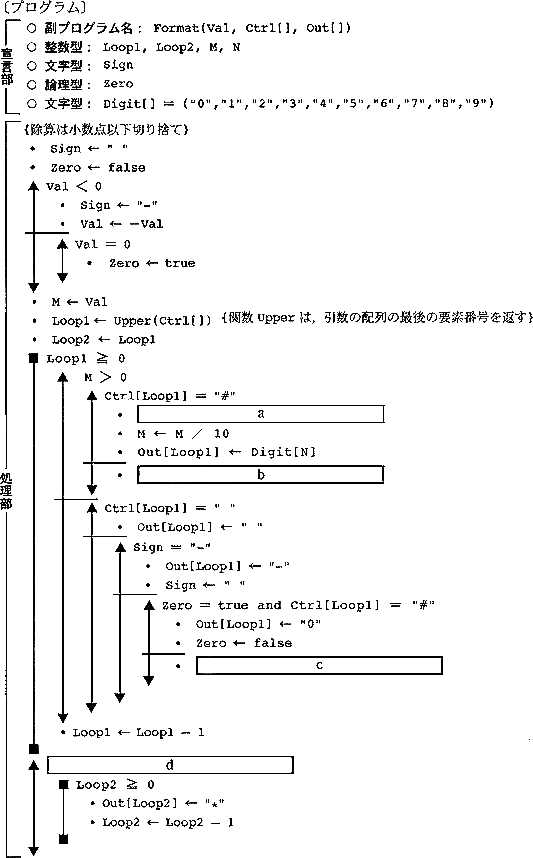 〔プログラム〕
宣言部
○ 副プログラム名： Format(Val, Ctrl[], Out[])
○ 整数型： Loop1, Loop2, M, N
○ 文字型： Sign
○ 論理型： Zero
○ 文字型： Digit[] ＝ ("0","1","2","3","4","5","6","7","8","9")
処理部
{除算は小数点以下切り捨て}
・ Sign ← " "
・ Zero ← false
Val ＜ 0
・ Sign ← "-"
・ Val ← −Val
Val ＝ 0
・ Zero ← true
・ M ← Val
・ Loop1 ← Upper(Ctrl[]) {関数 Upper は，引数の配列の最後の要素番号を返す}
・ Loop2 ← Loop1
Loop1 ≧ 0
M ＞ 0
Ctrl[Loop1] ＝ "#"
・ a
・ M ← M ／ 10
・ Out[Loop1] ← Digit[N]
・ b
Ctrl[Loop1] ＝ " "
・ Out[Loop1] ← " "
Sign ＝ "-"
・ Out[Loop1] ← "-"
・ Sign ← " "
Zero ＝ true and Ctrl[Loop1] ＝ "#"
・ Out[Loop1] ← "0"
・ Zero ← false
・ c
・ Loop1 ← Loop1 − 1
d
Loop2 ≧ 0
・ Out[Loop2] ← "*"
・ Loop2 ← Loop2 − 1